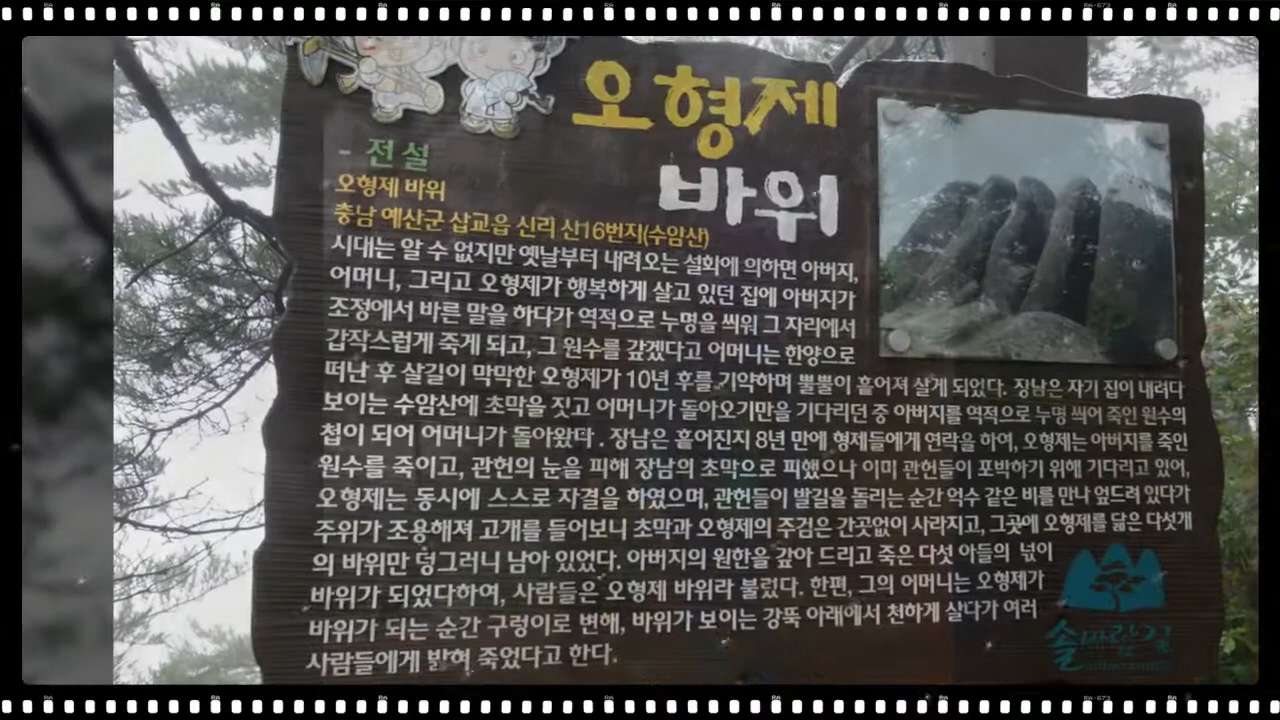 오형제
바위
- 전설
오형제 바위
충남 예산군 삽교읍 신리 산16번지(수암산)
시대는 알 수 없지만 옛날부터 내려오는 설화에 의하면 아버지,
어머니, 그리고 오형제가 행복하게 살고 있던 집에 아버지가
조정에서 바른 말을 하다가 역적으로 누명을 씌워 그 자리에서
갑작스럽게 죽게 되고, 그 원수를 갚겠다고 어머니는 한양으로
떠난 후 살길이 막막한 오형제가 10년 후를 기약하며 뿔뿔이 흩어져 살게 되었다. 장남은 자기 집이 내려다
보이는 수암산에 초막을 짓고 어머니가 돌아오기만을 기다리던 중 아버지를 역적으로 누명 씌어 죽인 원수의
첩이 되어 어머니가 돌아왔다. 장남은 흩어진지 8년 만에 형제들에게 연락을 하여, 오형제는 아버지를 죽인
원수를 죽이고, 관헌의 눈을 피해 장남의 초막으로 피했으나 이미 관헌들이 포박하기 위해 기다리고 있어,
오형제는 동시에 스스로 자결을 하였으며, 관헌들이 발길을 돌리는 순간 억수 같은 비를 만나 엎드려 있다가
주위가 조용해져 고개를 들어보니 초막과 오형제의 주검은 간곳없이 사라지고, 그곳에 오형제를 닮은 다섯개
의 바위만 덩그러니 남아 있었다. 아버지의 원한을 갚아 드리고 죽은 다섯 아들의 넋이
바위가 되었다하여, 사람들은 오형제 바위라 불렀다. 한편, 그의 어머니는 오형제가
바위가 되는 순간 구렁이로 변해, 바위가 보이는 강뚝 아래에서 천하게 살다가 여러
사람들에게 밟혀 죽었다고 한다.
솔바람길